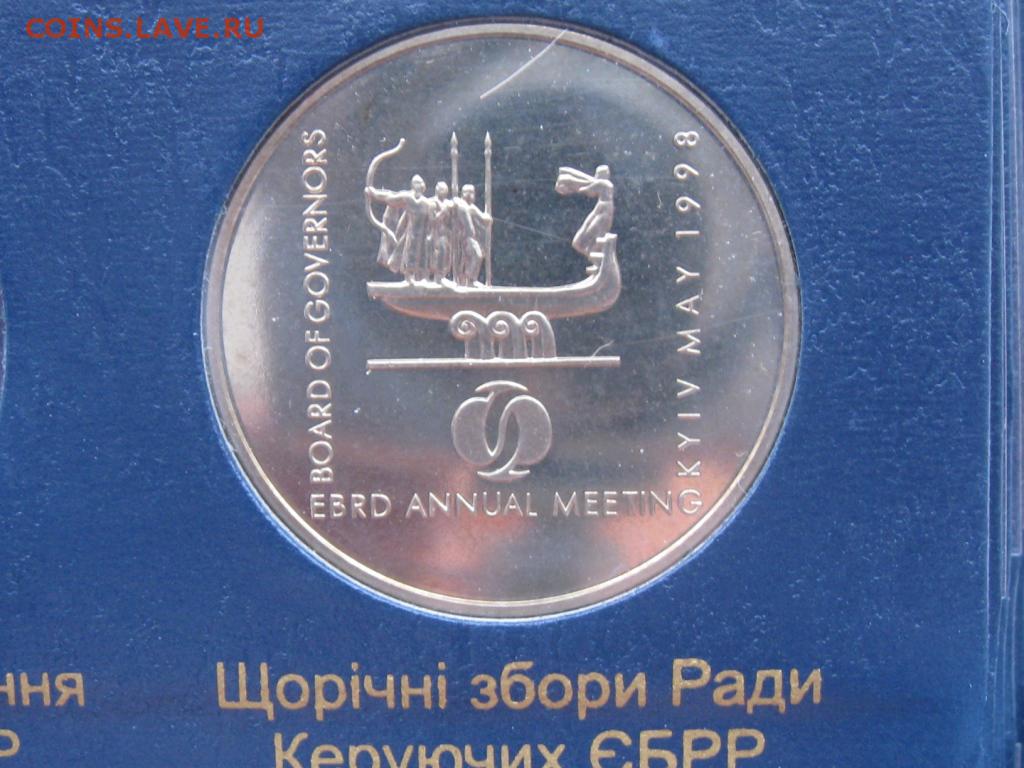 COINS.LAVE.RU
BOARD OF GOVERNORS
KYIV MAY 1998
EBRD ANNUAL MEETING
ння
Щорічні збори Ради
Р
Керуючих ЄБРР